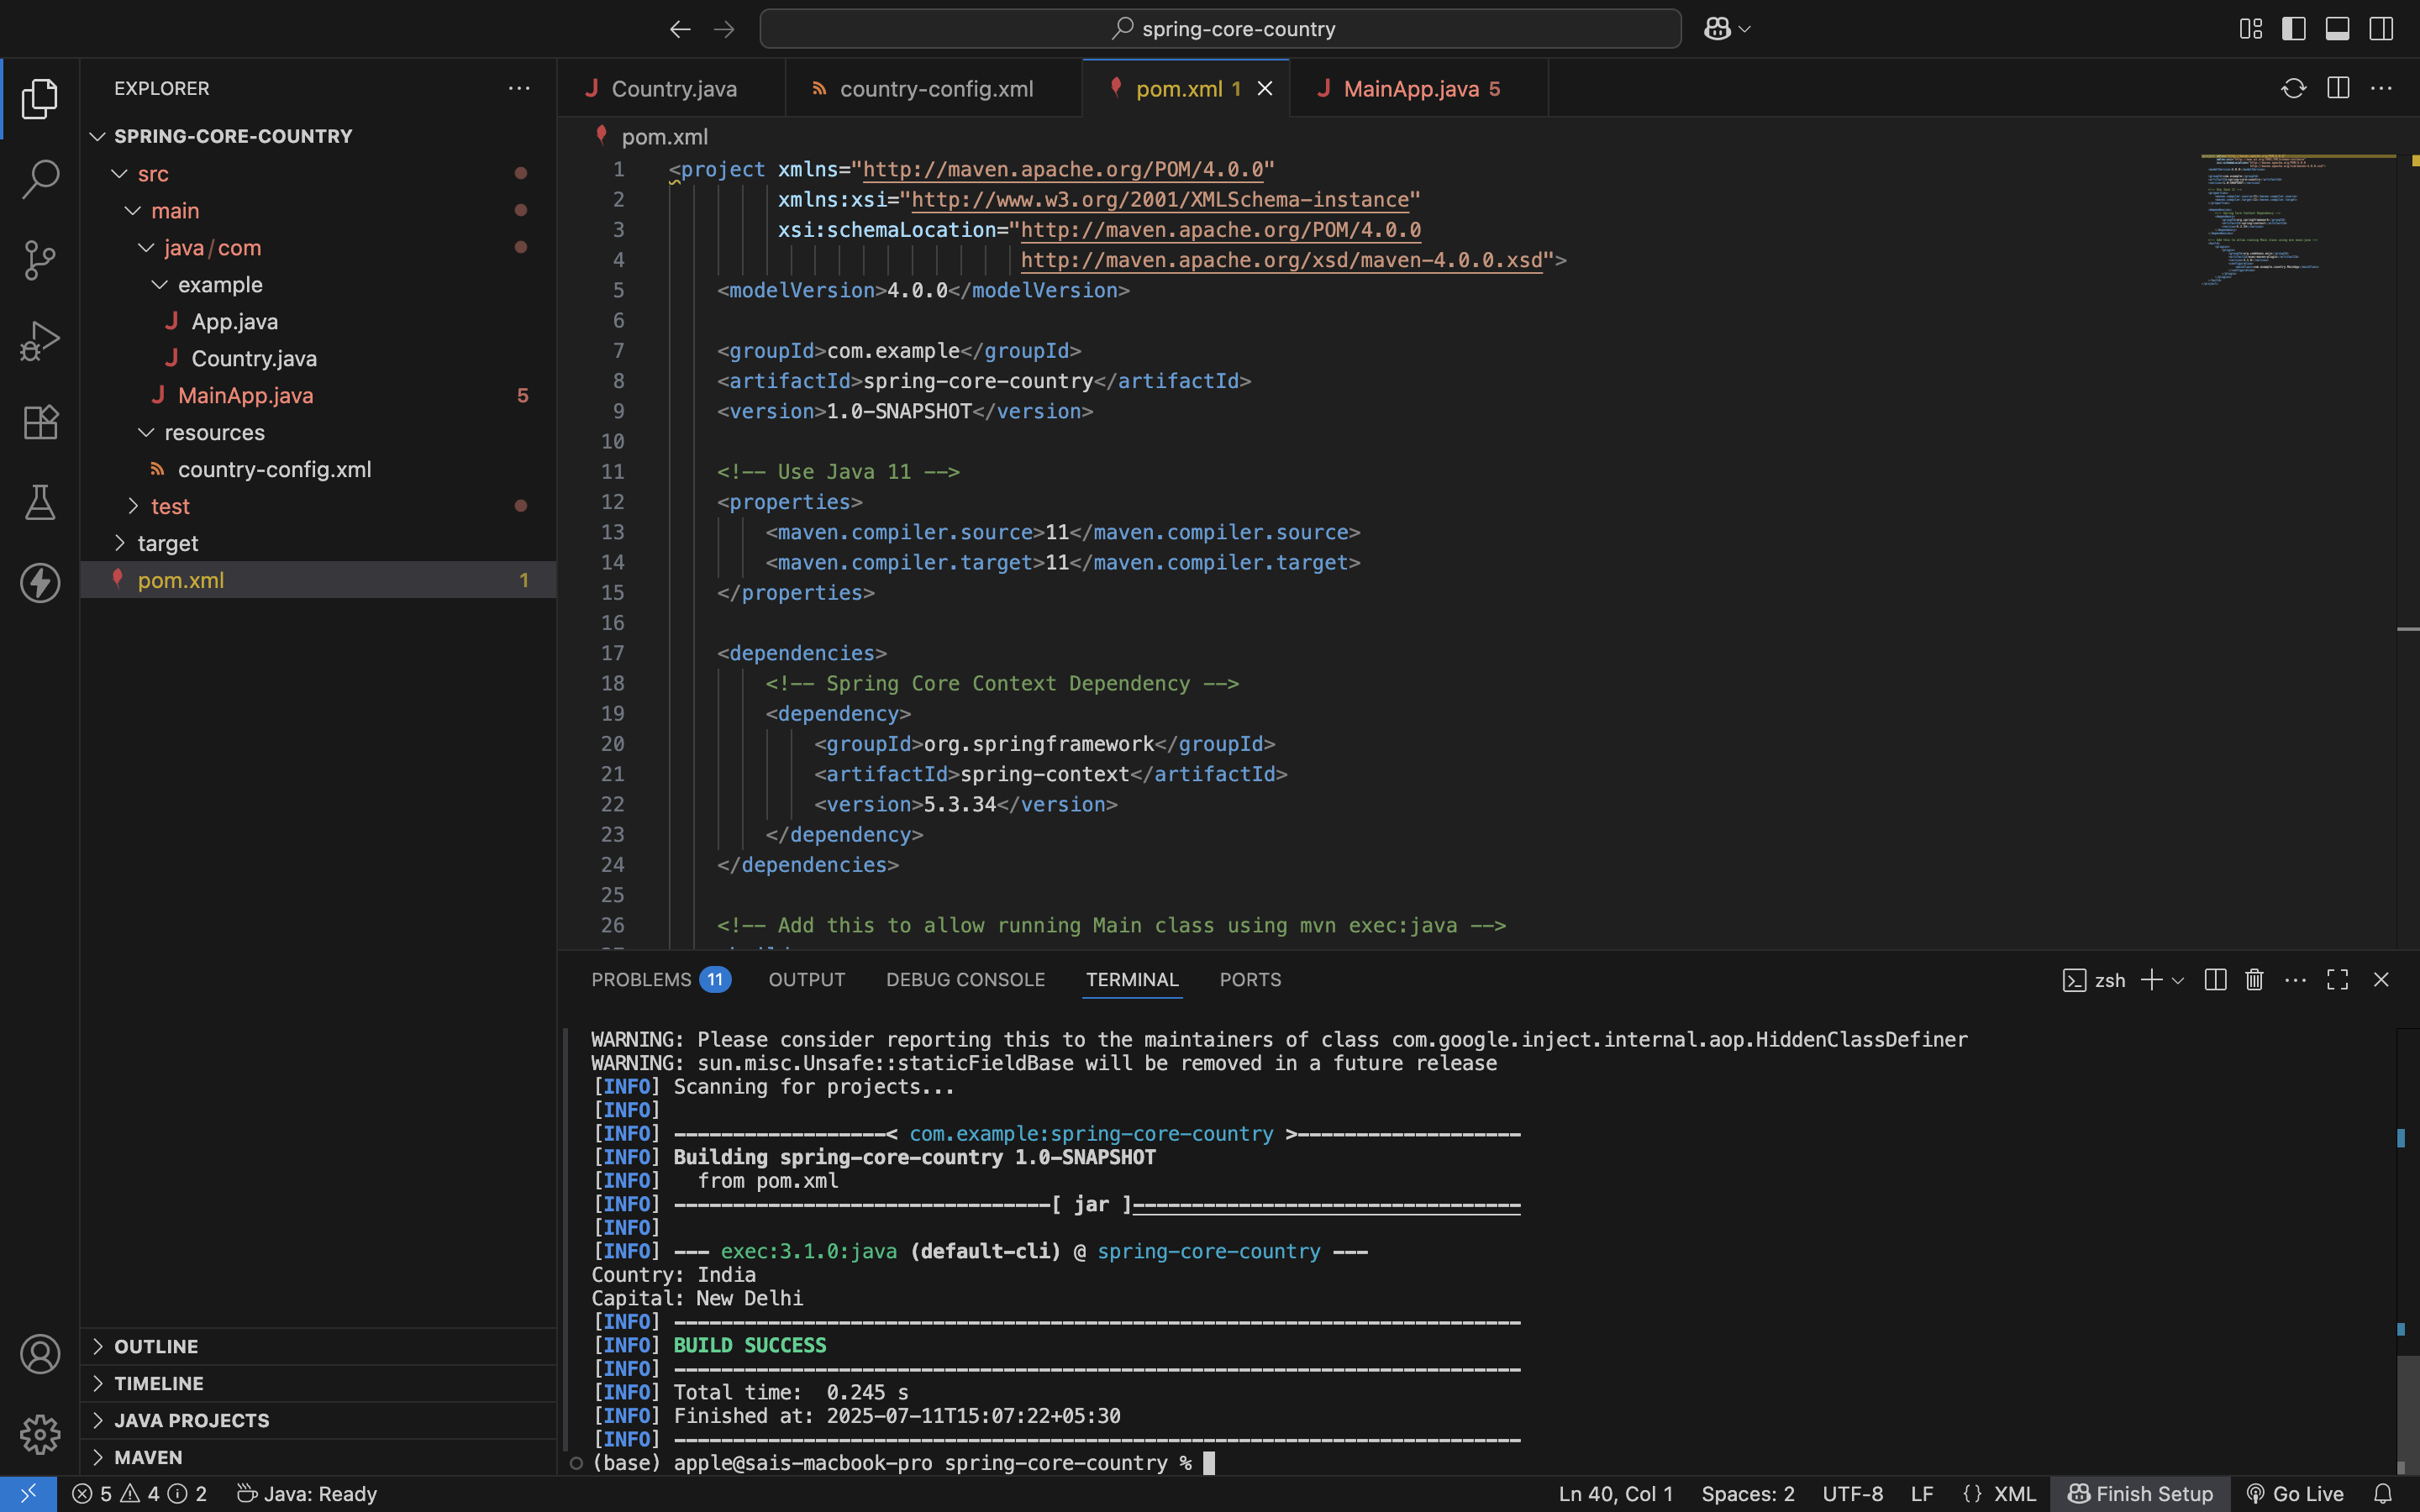 spring-core-country
EXPLORER
SPRING-CORE-COUNTRY
src
main
java/com
example
App.java
Country.java
MainApp.java 5
resources
country-config.xml
test
target
pom.xml 1
OUTLINE
TIMELINE
JAVA PROJECTS
MAVEN
Country.java
country-config.xml
pom.xml 1
MainApp.java 5
pom.xml
1 <project xmlns="http://maven.apache.org/POM/4.0.0"
2 xmlns:xsi="http://www.w3.org/2001/XMLSchema-instance"
3 xsi:schemaLocation="http://maven.apache.org/POM/4.0.0
4 http://maven.apache.org/xsd/maven-4.0.0.xsd">
5 <modelVersion>4.0.0</modelVersion>
6
7 <groupId>com.example</groupId>
8 <artifactId>spring-core-country</artifactId>
9 <version>1.0-SNAPSHOT</version>
10
11 <!-- Use Java 11 -->
12 <properties>
13 <maven.compiler.source>11</maven.compiler.source>
14 <maven.compiler.target>11</maven.compiler.target>
15 </properties>
16
17 <dependencies>
18 <!-- Spring Core Context Dependency -->
19 <dependency>
20 <groupId>org.springframework</groupId>
21 <artifactId>spring-context</artifactId>
22 <version>5.3.34</version>
23 </dependency>
24 </dependencies>
25
26 <!-- Add this to allow running Main class using mvn exec:java -->
PROBLEMS 11 OUTPUT DEBUG CONSOLE TERMINAL PORTS
zsh
WARNING: Please consider reporting this to the maintainers of class com.google.inject.internal.aop.HiddenClassDefiner
WARNING: sun.misc.Unsafe::staticFieldBase will be removed in a future release
[INFO] Scanning for projects...
[INFO]
[INFO] ------------------< com.example:spring-core-country >-------------------
[INFO] Building spring-core-country 1.0-SNAPSHOT
[INFO]   from pom.xml
[INFO] --------------------------------[ jar ]---------------------------------
[INFO]
[INFO] --- exec:3.1.0:java (default-cli) @ spring-core-country ---
Country: India
Capital: New Delhi
[INFO] ------------------------------------------------------------------------
[INFO] BUILD SUCCESS
[INFO] ------------------------------------------------------------------------
[INFO] Total time:  0.245 s
[INFO] Finished at: 2025-07-11T15:07:22+05:30
[INFO] ------------------------------------------------------------------------
(base) apple@sais-macbook-pro spring-core-country %
5 4 2 Java: Ready
Ln 40, Col 1 Spaces: 2 UTF-8 LF {} XML Finish Setup Go Live